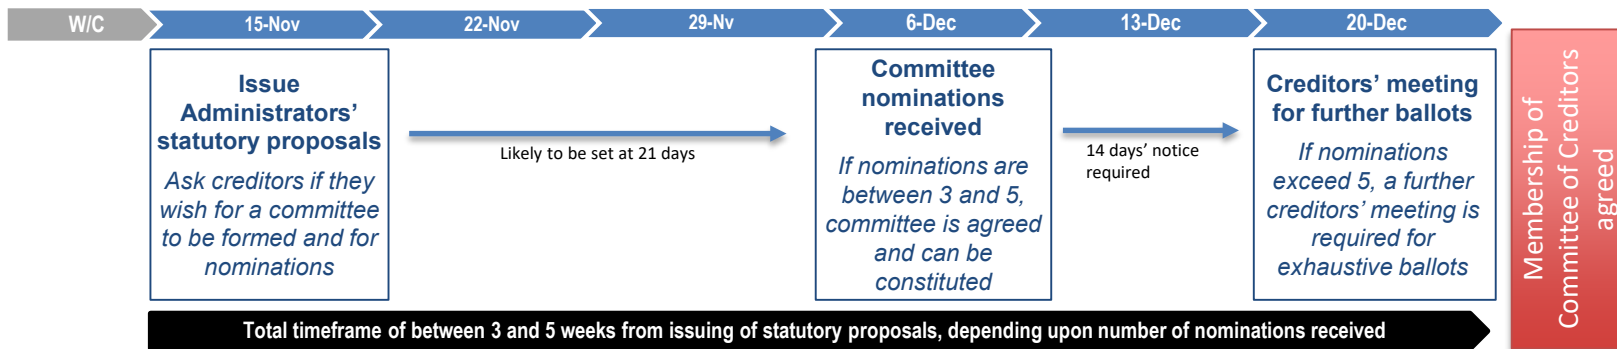 W/C
15-Nov
22-Nov
29-Nv
6-Dec
13-Dec
20-Dec
Issue
Administrators’
statutory proposals
Ask creditors if they
wish for a committee
to be formed and for
nominations
Likely to be set at 21 days
Committee
nominations
received
If nominations are
between 3 and 5,
committee is agreed
and can be
constituted
14 days’ notice
required
Creditors’ meeting
for further ballots
If nominations
exceed 5, a further
creditors’ meeting is
required for
exhaustive ballots
Membership of
Committee of Creditors
agreed
Total timeframe of between 3 and 5 weeks from issuing of statutory proposals, depending upon number of nominations received